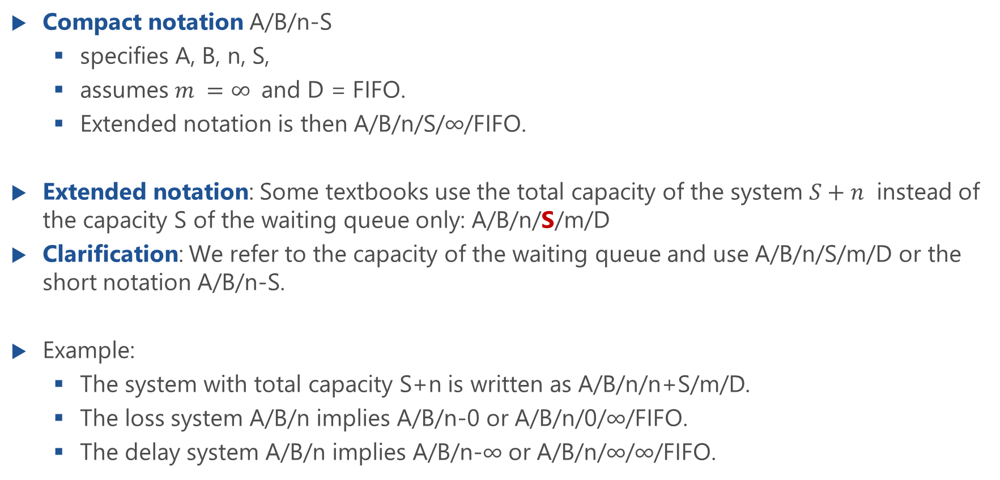 ▶ Compact notation A/B/n-S
▪ specifies A, B, n, S,
▪ assumes m = ∞ and D = FIFO.
▪ Extended notation is then A/B/n/S/∞/FIFO.
▶ Extended notation: Some textbooks use the total capacity of the system S + n instead of
the capacity S of the waiting queue only: A/B/n/S/m/D
▶ Clarification: We refer to the capacity of the waiting queue and use A/B/n/S/m/D or the
short notation A/B/n-S.
▶ Example:
▪ The system with total capacity S+n is written as A/B/n/n+S/m/D.
▪ The loss system A/B/n implies A/B/n-0 or A/B/n/0/∞/FIFO.
▪ The delay system A/B/n implies A/B/n-∞ or A/B/n/∞/∞/FIFO.